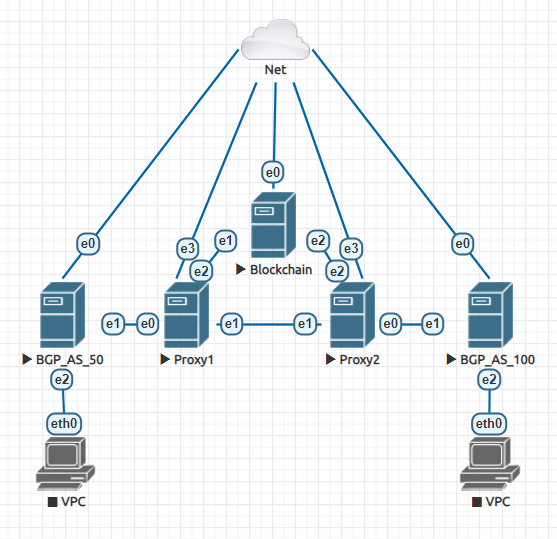 Net
e0
e0
e3
e1
e2
e3
e0
e2
e2
Blockchain
e1
e0
e1
e1
e0
e1
BGP_AS_50
Proxy1
Proxy2
BGP_AS_100
e2
e2
eth0
eth0
VPC
VPC